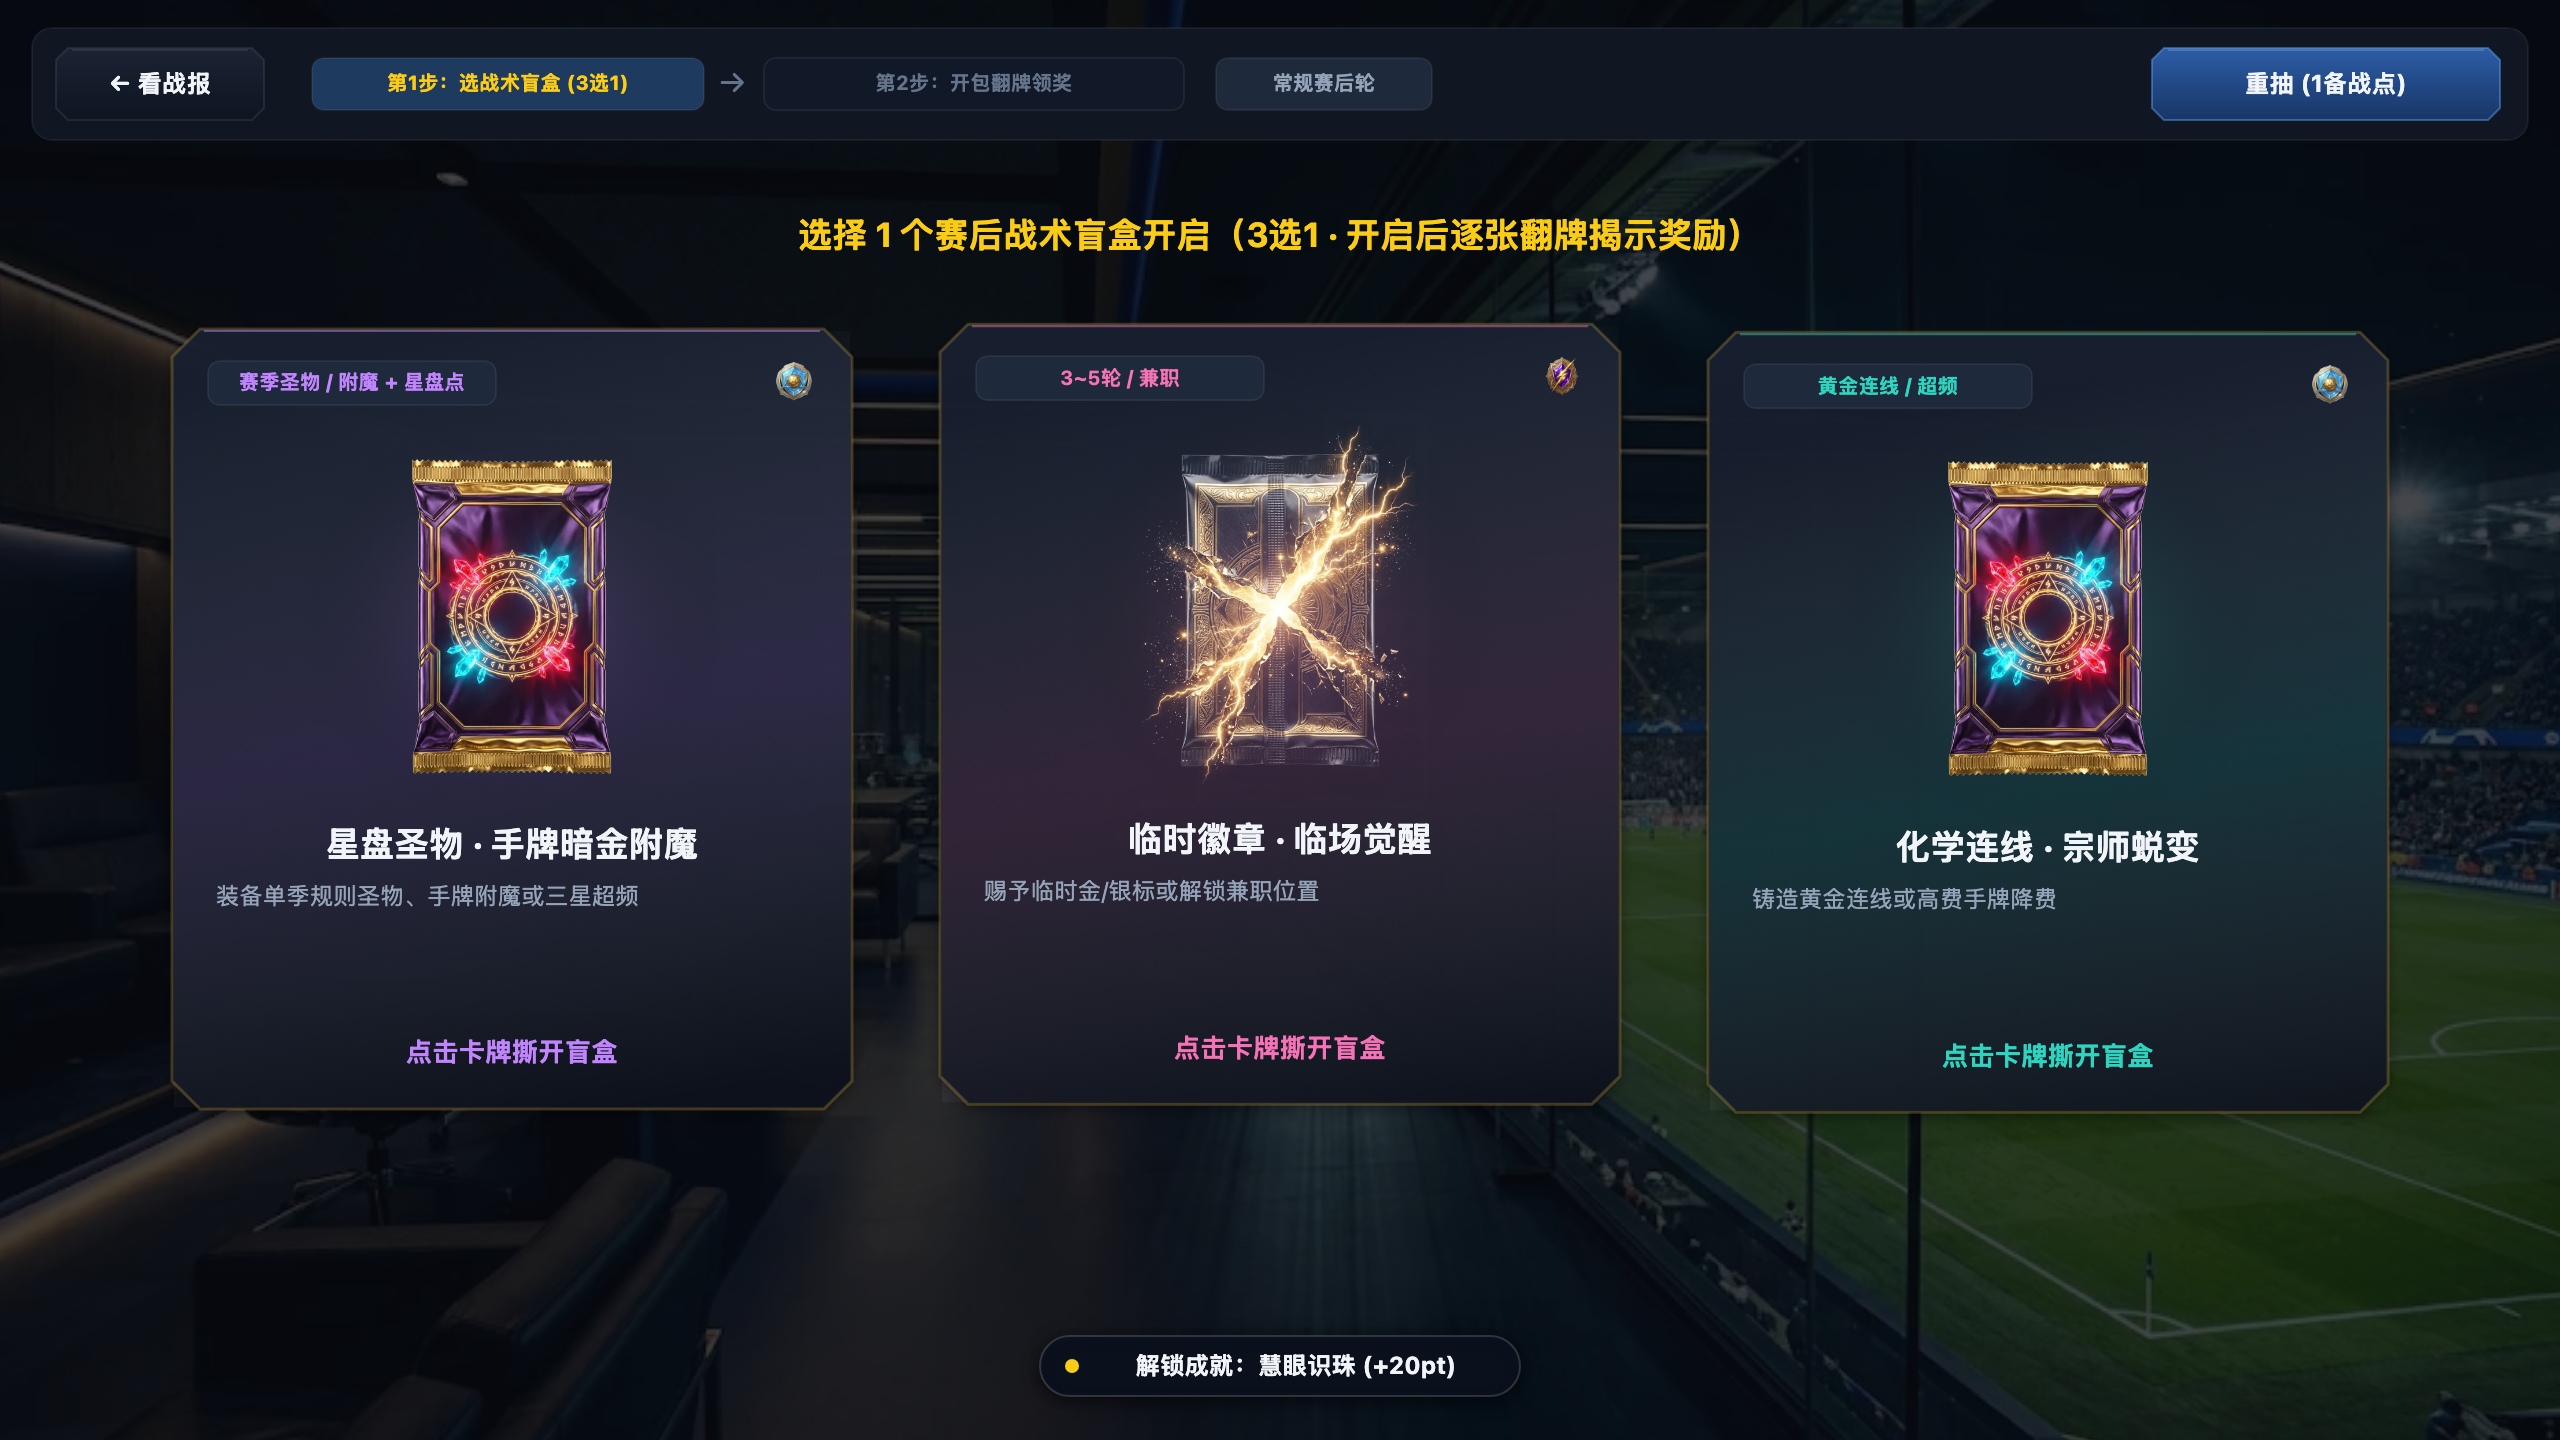 ← 看战报
第1步：选战术盲盒 (3选1)
→
第2步：开包翻牌领奖
常规赛后轮
重抽 (1备战点)
选择 1 个赛后战术盲盒开启（3选1 · 开启后逐张翻牌揭示奖励）
赛季圣物 / 附魔 + 星盘点
星盘圣物 · 手牌暗金附魔
装备单季规则圣物、手牌附魔或三星超频
点击卡牌撕开盲盒
3~5轮 / 兼职
临时徽章 · 临场觉醒
赐予临时金/银标或解锁兼职位置
点击卡牌撕开盲盒
黄金连线 / 超频
化学连线 · 宗师蜕变
铸造黄金连线或高费手牌降费
点击卡牌撕开盲盒
解锁成就：慧眼识珠 (+20pt)